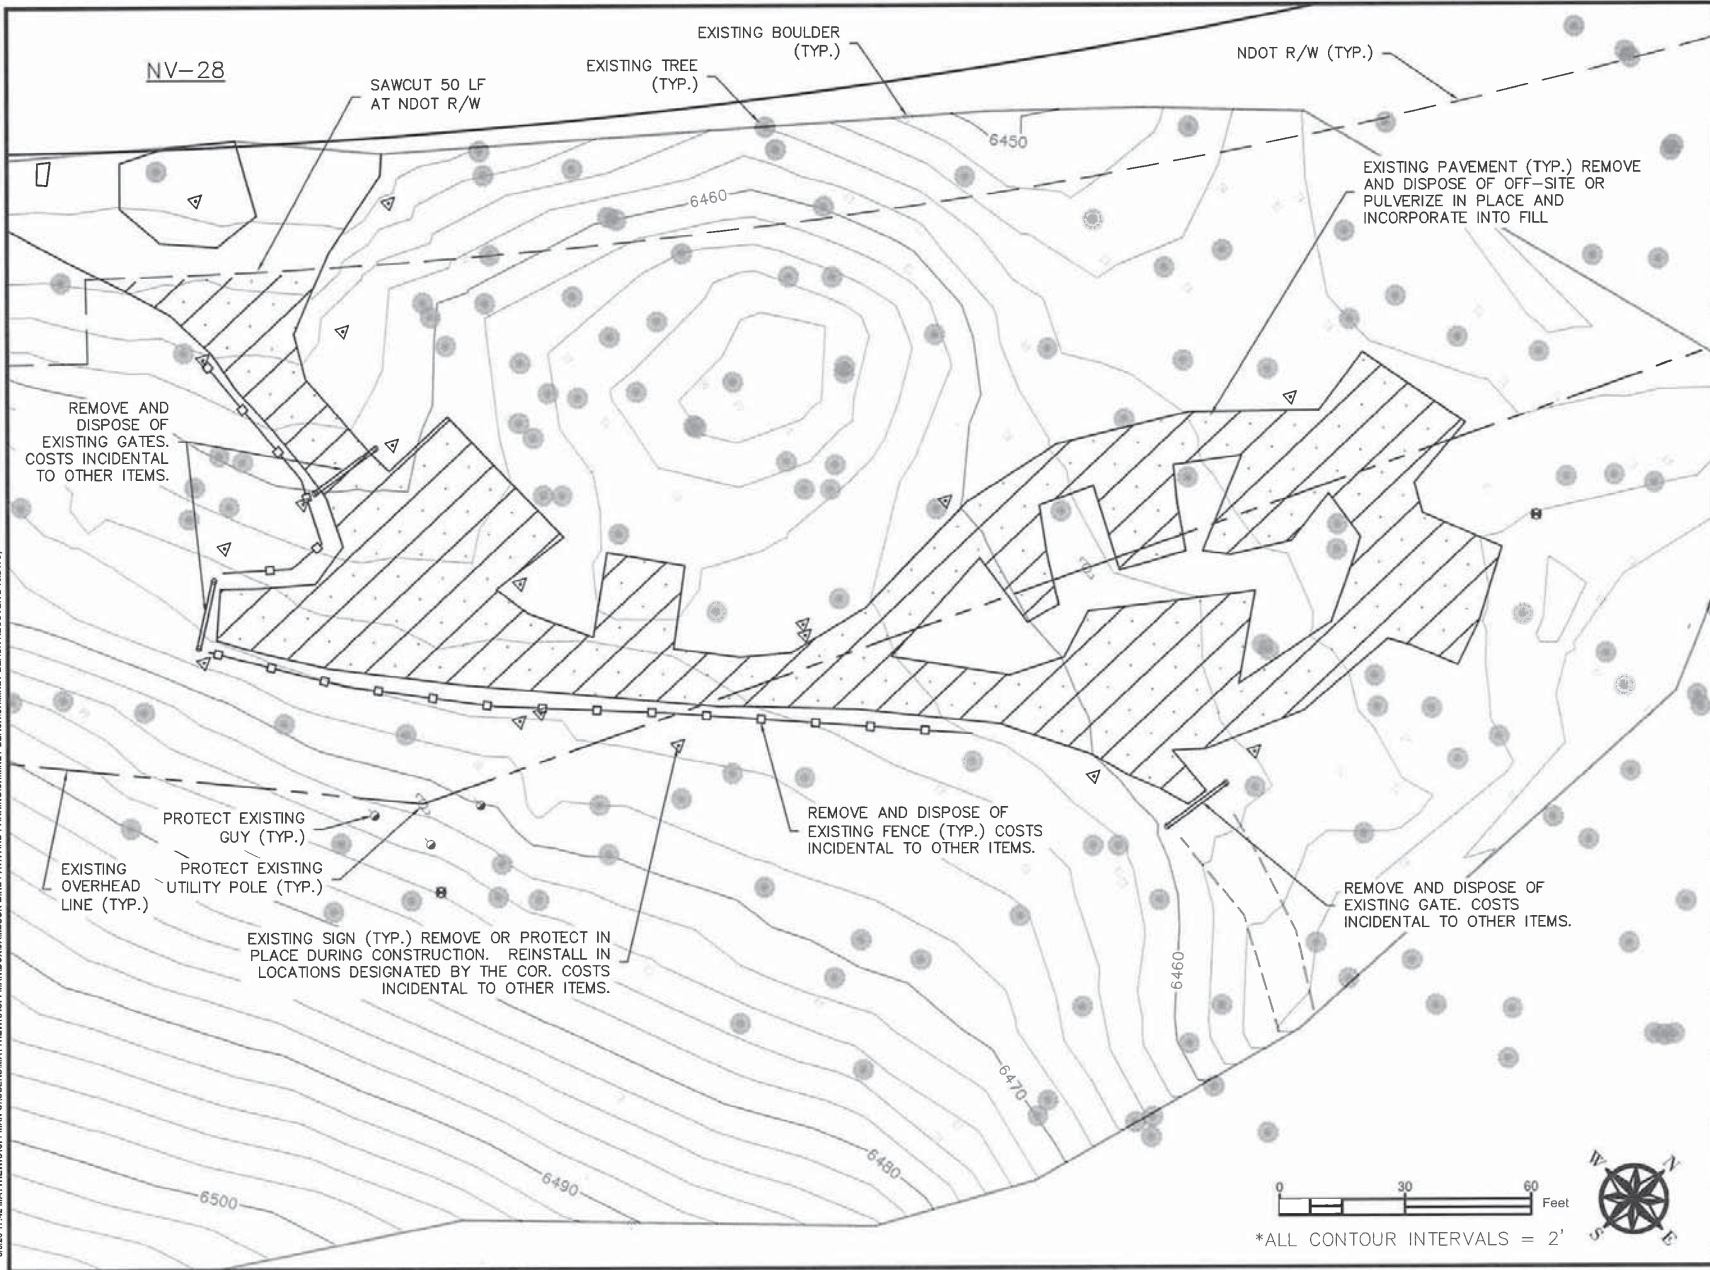 NV-28
SAWCUT 50 LF
AT NDOT R/W
EXISTING TREE
(TYP.)
EXISTING BOULDER
(TYP.)
NDOT R/W (TYP.)
6450
6460
EXISTING PAVEMENT (TYP.) REMOVE
AND DISPOSE OF OFF-SITE OR
PULVERIZE IN PLACE AND
INCORPORATE INTO FILL
REMOVE AND
DISPOSE OF
EXISTING GATES.
COSTS INCIDENTAL
TO OTHER ITEMS.
PROTECT EXISTING
GUY (TYP.)
EXISTING
OVERHEAD
LINE (TYP.)
PROTECT EXISTING
UTILITY POLE (TYP.)
REMOVE AND DISPOSE OF
EXISTING FENCE (TYP.) COSTS
INCIDENTAL TO OTHER ITEMS.
EXISTING SIGN (TYP.) REMOVE OR PROTECT IN
PLACE DURING CONSTRUCTION. REINSTALL IN
LOCATIONS DESIGNATED BY THE COR. COSTS
INCIDENTAL TO OTHER ITEMS.
REMOVE AND DISPOSE OF
EXISTING GATE. COSTS
INCIDENTAL TO OTHER ITEMS.
6460
6470
6480
6490
6500
0 30 60
Feet
*ALL CONTOUR INTERVALS = 2'
W N
S E